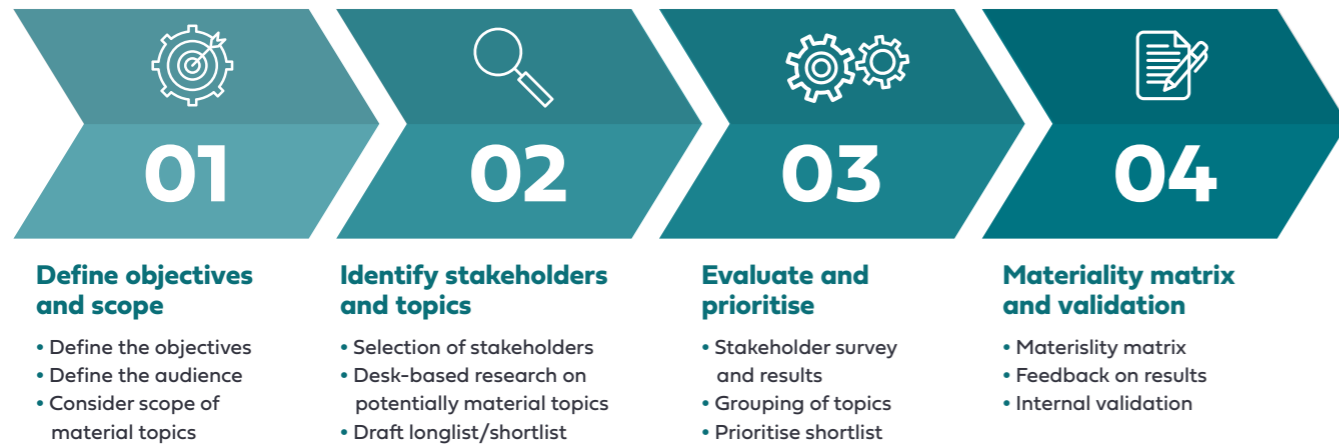 01
Define objectives
and scope
• Define the objectives
• Define the audience
• Consider scope of
material topics
02
Identify stakeholders
and topics
• Selection of stakeholders
• Desk-based research on
potentially material topics
• Draft longlist/shortlist
03
Evaluate and
prioritise
• Stakeholder survey
and results
• Grouping of topics
• Prioritise shortlist
04
Materiality matrix
and validation
• Materislity matrix
• Feedback on results
• Internal validation